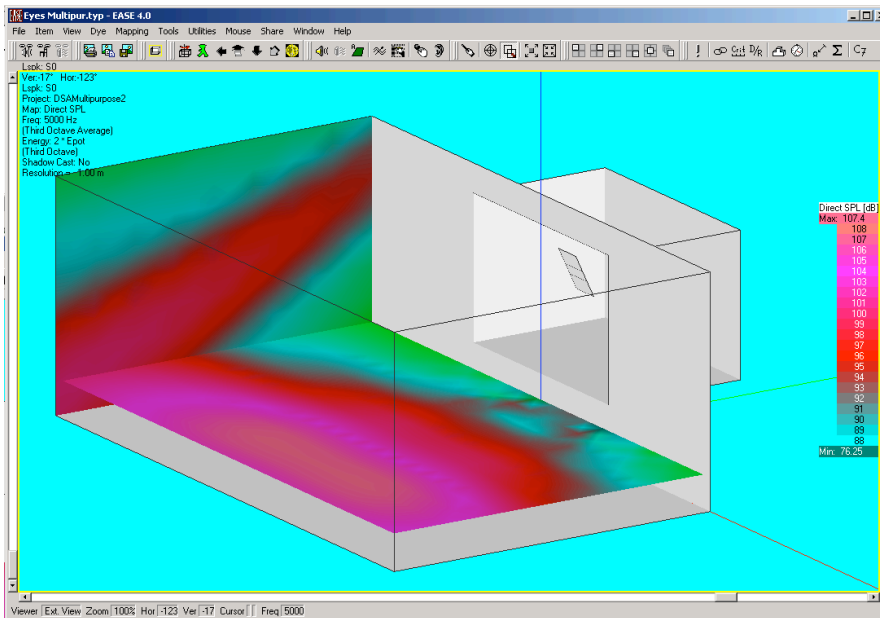 Eyes Multipur.typ - EASE 4.0
File Item View Dye Mapping Tools Utilities Mouse Share Window Help
Crit D/R Σ C7
Lspk: S0
Ver:-17° Hor:-123°
Lspk: S0
Project: DSAMultipurpose2
Map: Direct SPL
Freq: 5000 Hz
(Third Octave Average)
Energy: 2 * Epot
(Third Octave)
Shadow Cast: No
Resolution = -1.00 m
Direct SPL [dB]
Max: 107.4
108
107
106
105
104
103
102
101
100
99
98
97
96
95
94
93
92
91
90
89
88
Min: 76.25
Viewer Ext. View Zoom 100% Hor -123 Ver -17 Cursor Freq 5000